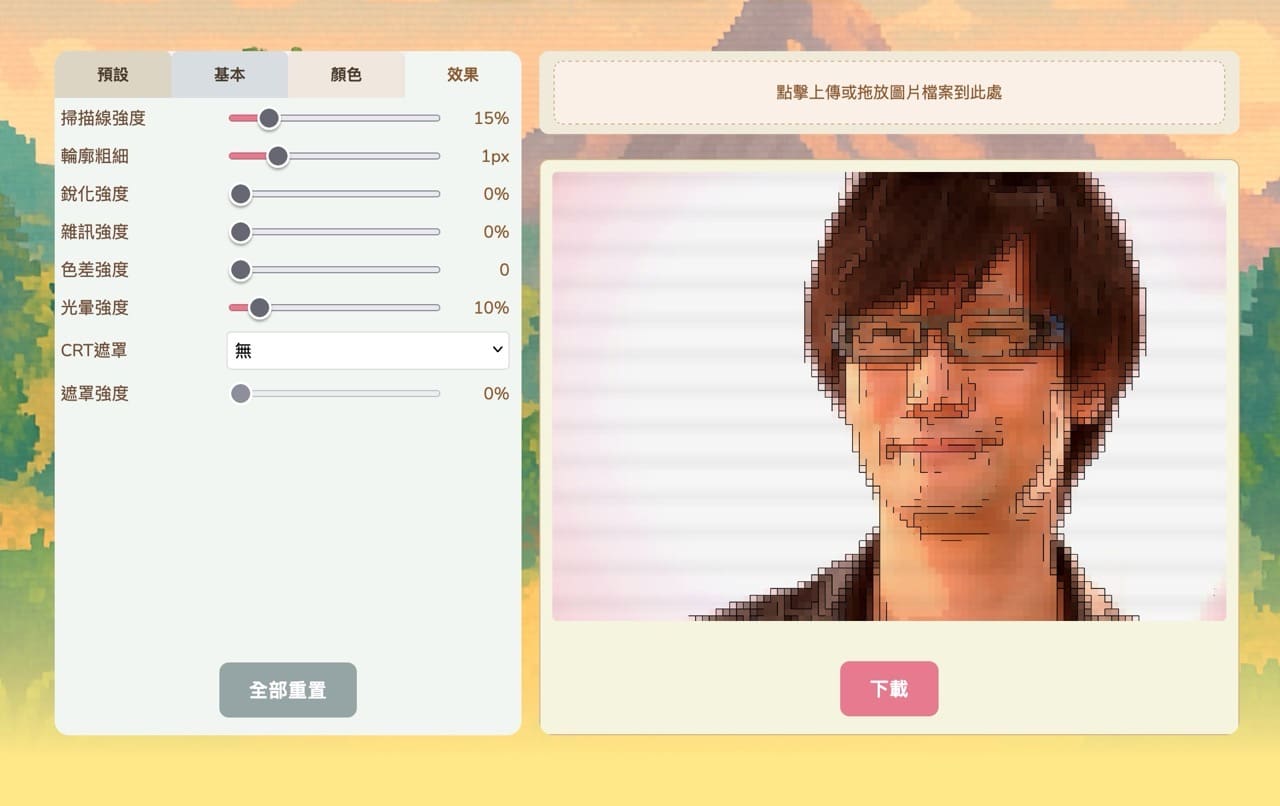 預設
基本
顏色
效果
掃描線強度 15%
輪廓粗細 1px
銳化強度 0%
雜訊強度 0%
色差強度 0
光暈強度 10%
CRT遮罩 無
遮罩強度 0%
全部重置
點擊上傳或拖放圖片檔案到此處
下載